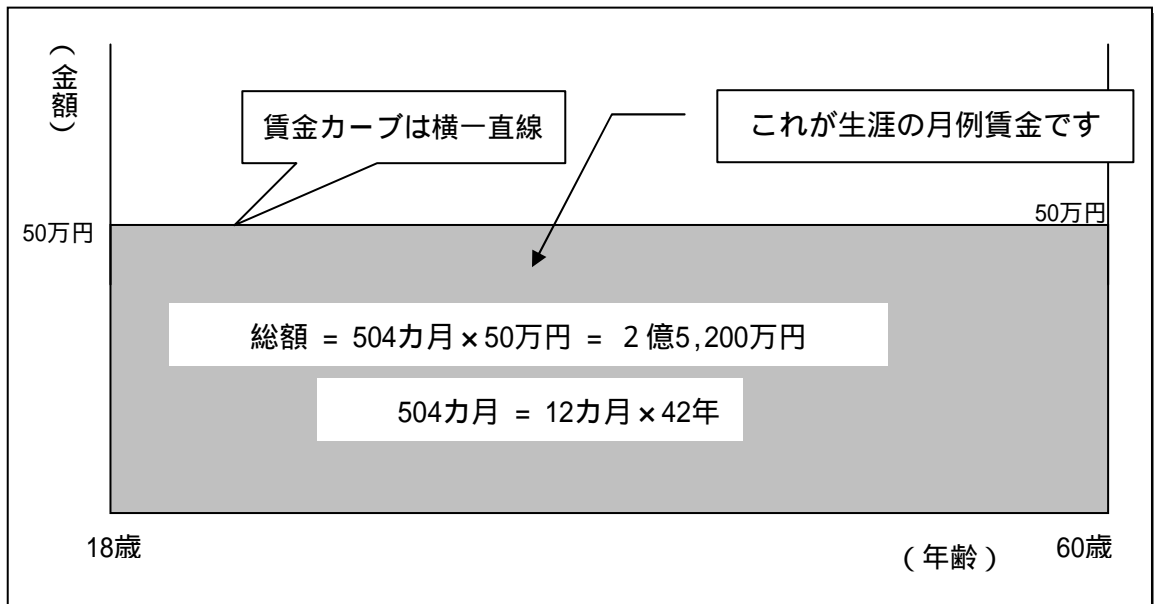 （金額）
賃金カーブは横一直線
これが生涯の月例賃金です
50万円
50万円
総額 = 504カ月×50万円 = ２億5,200万円
504カ月 = 12カ月×42年
18歳
（年齢）
60歳